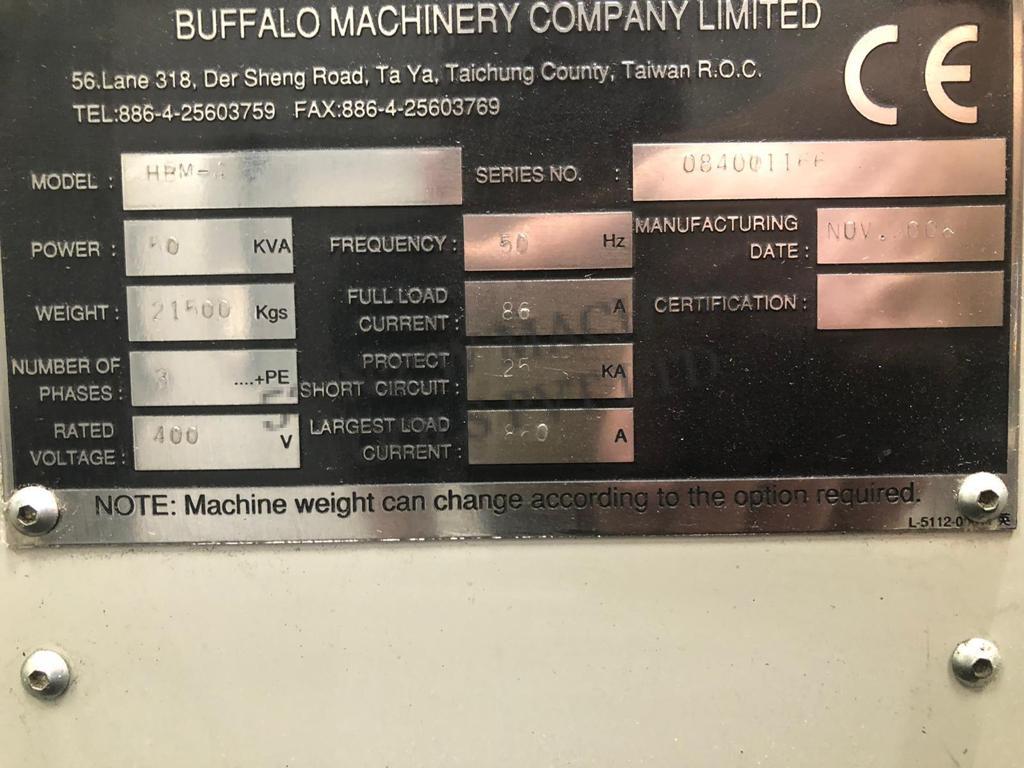 BUFFALO MACHINERY COMPANY LIMITED
CE
56.Lane 318, Der Sheng Road, Ta Ya, Taichung County, Taiwan R.O.C.
TEL:886-4-25603759 FAX:886-4-25603769
MODEL :
SERIES NO. :
POWER : KVA
FREQUENCY : 50 Hz
MANUFACTURING
DATE : NOV.
WEIGHT : Kgs
FULL LOAD
CURRENT : 86 A
CERTIFICATION :
NUMBER OF
PHASES : 3 ....+PE
PROTECT
SHORT CIRCUIT : 25 KA
RATED
VOLTAGE : 400 V
LARGEST LOAD
CURRENT : A
NOTE: Machine weight can change according to the option required.